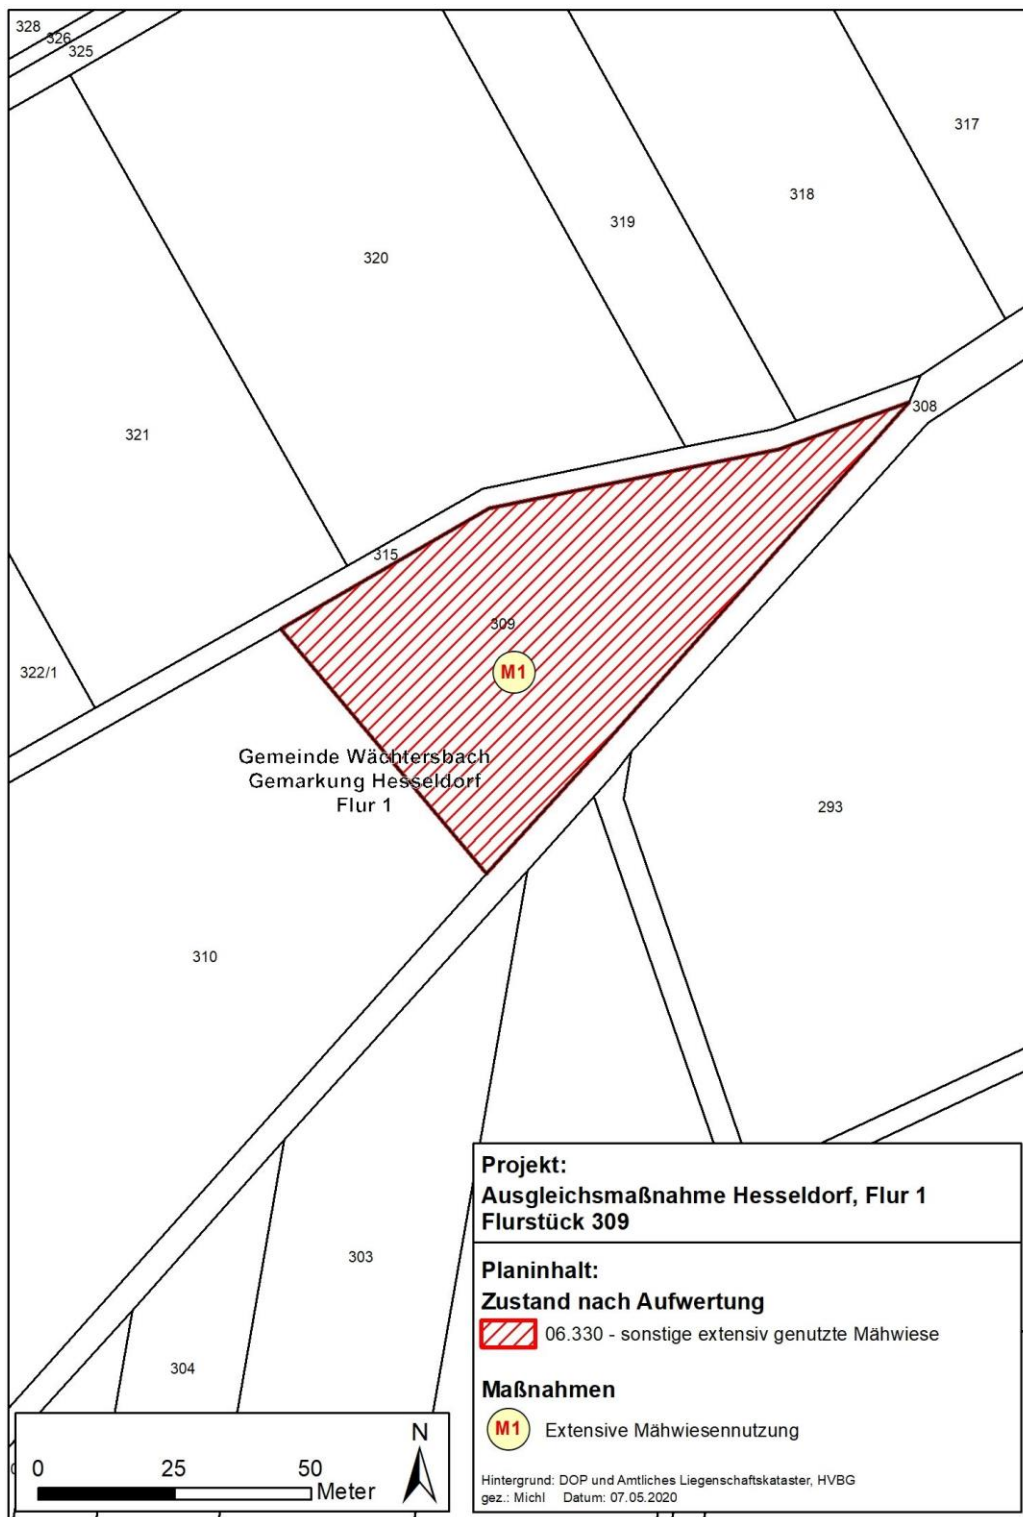 328
326
325
317
318
319
320
321
308
315
309
M1
322/1
Gemeinde Wächtersbach
Gemarkung Hesseldorf
Flur 1
293
310
303
304
Projekt:
Ausgleichsmaßnahme Hesseldorf, Flur 1
Flurstück 309
Planinhalt:
Zustand nach Aufwertung
06.330 - sonstige extensiv genutzte Mähwiese
Maßnahmen
M1 Extensive Mähwiesennutzung
Hintergrund: DOP und Amtliches Liegenschaftskataster, HVBG
gez.: Michl Datum: 07.05.2020
N
0 25 50
Meter